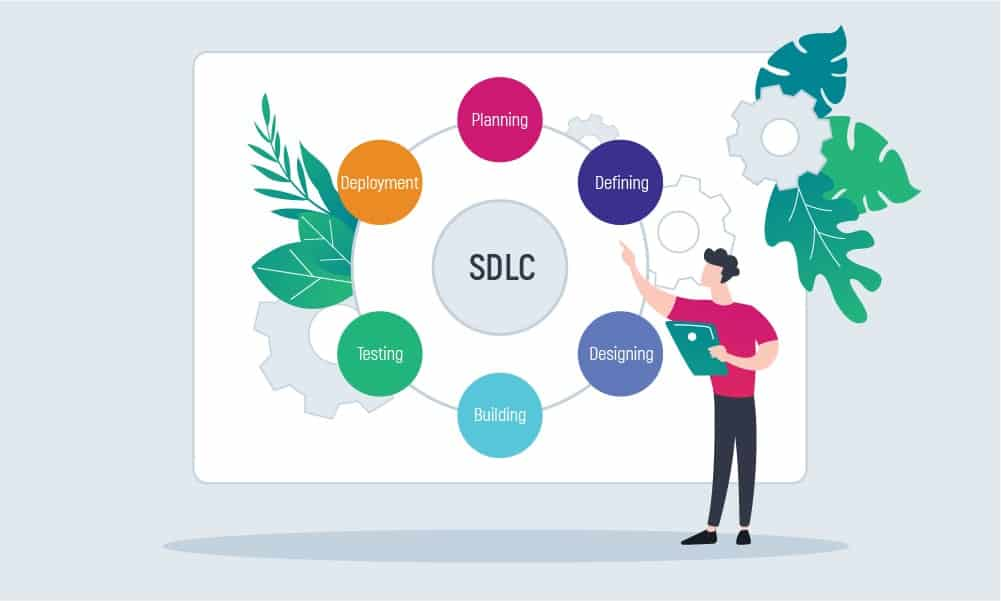 Planning
Deployment
Defining
SDLC
Testing
Designing
Building